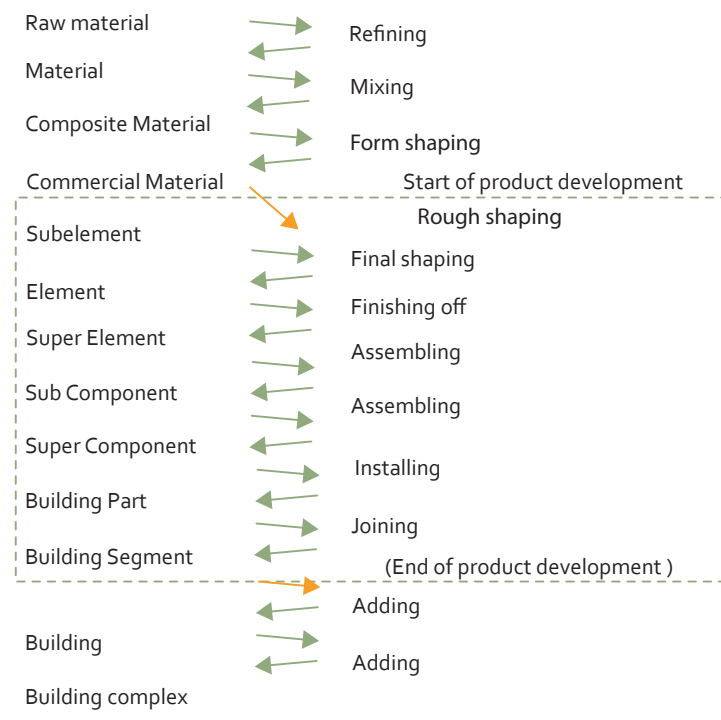 Raw material
Refining
Material
Mixing
Composite Material
Form shaping
Commercial Material
Start of product development
Rough shaping
Subelement
Final shaping
Element
Finishing off
Super Element
Assembling
Sub Component
Assembling
Super Component
Installing
Building Part
Joining
Building Segment
(End of product development )
Adding
Building
Adding
Building complex